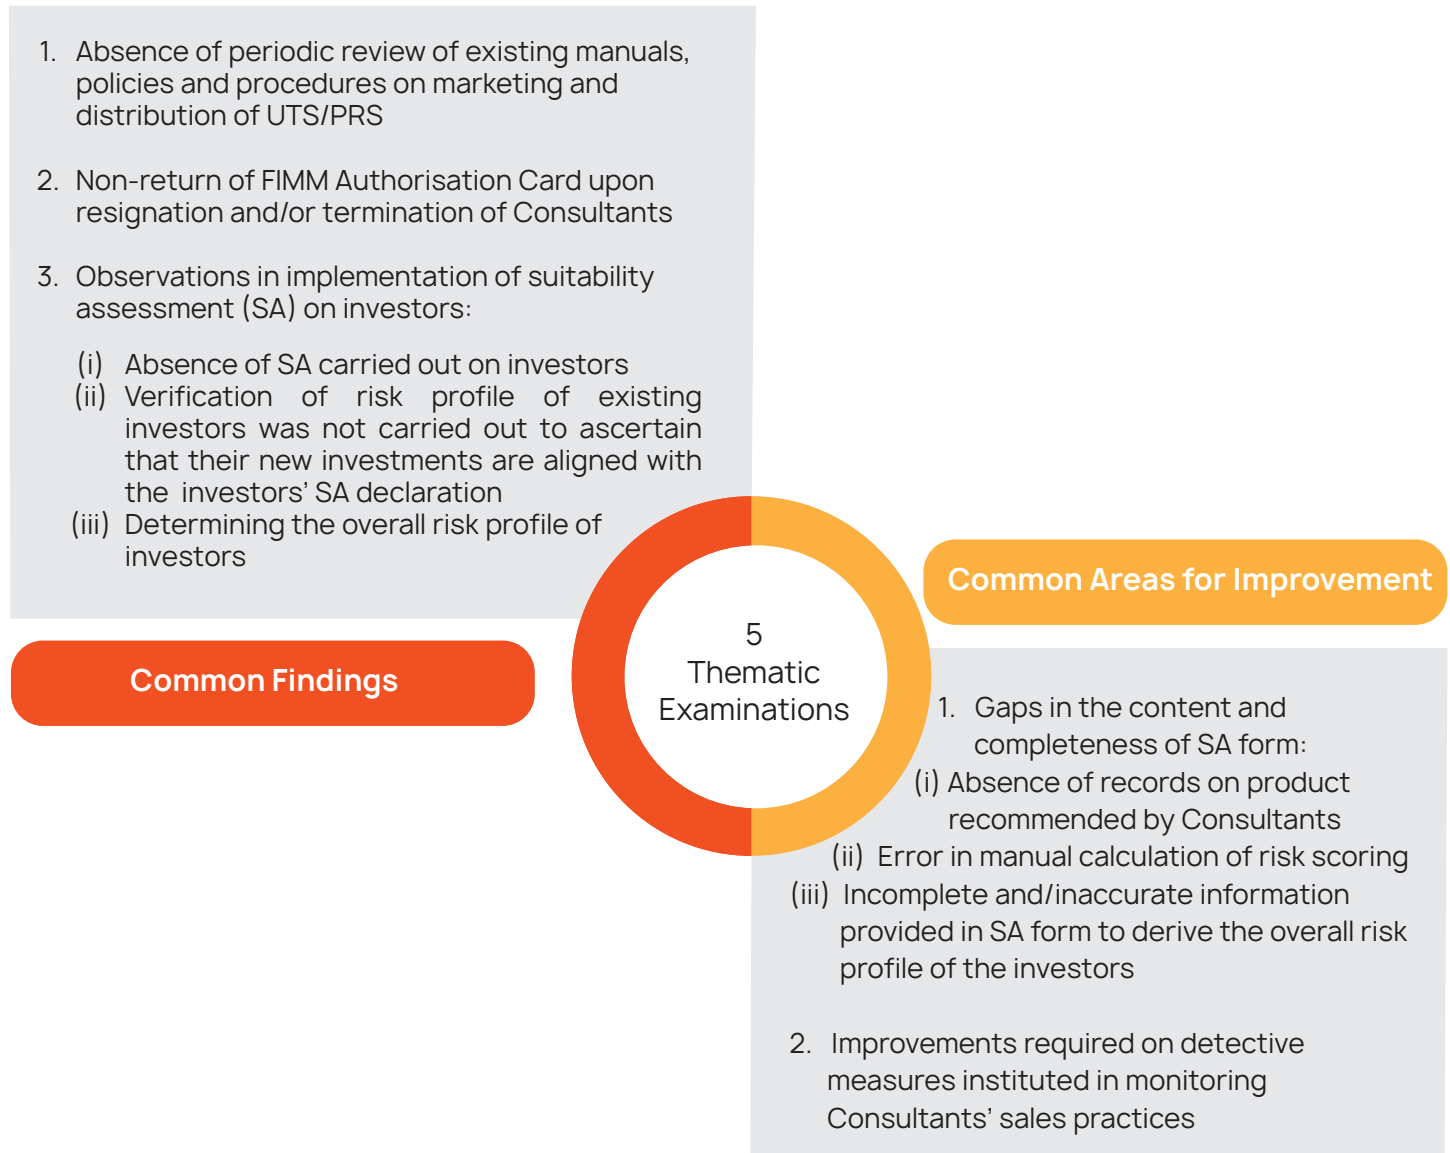 1. Absence of periodic review of existing manuals,
policies and procedures on marketing and
distribution of UTS/PRS
2. Non-return of FIMM Authorisation Card upon
resignation and/or termination of Consultants
3. Observations in implementation of suitability
assessment (SA) on investors:
(i) Absence of SA carried out on investors
(ii) Verification of risk profile of existing
investors was not carried out to ascertain
that their new investments are aligned with
the investors’ SA declaration
(iii) Determining the overall risk profile of
investors
Common Findings
5
Thematic
Examinations
Common Areas for Improvement
1. Gaps in the content and
completeness of SA form:
(i) Absence of records on product
recommended by Consultants
(ii) Error in manual calculation of risk scoring
(iii) Incomplete and/inaccurate information
provided in SA form to derive the overall risk
profile of the investors
2. Improvements required on detective
measures instituted in monitoring
Consultants’ sales practices